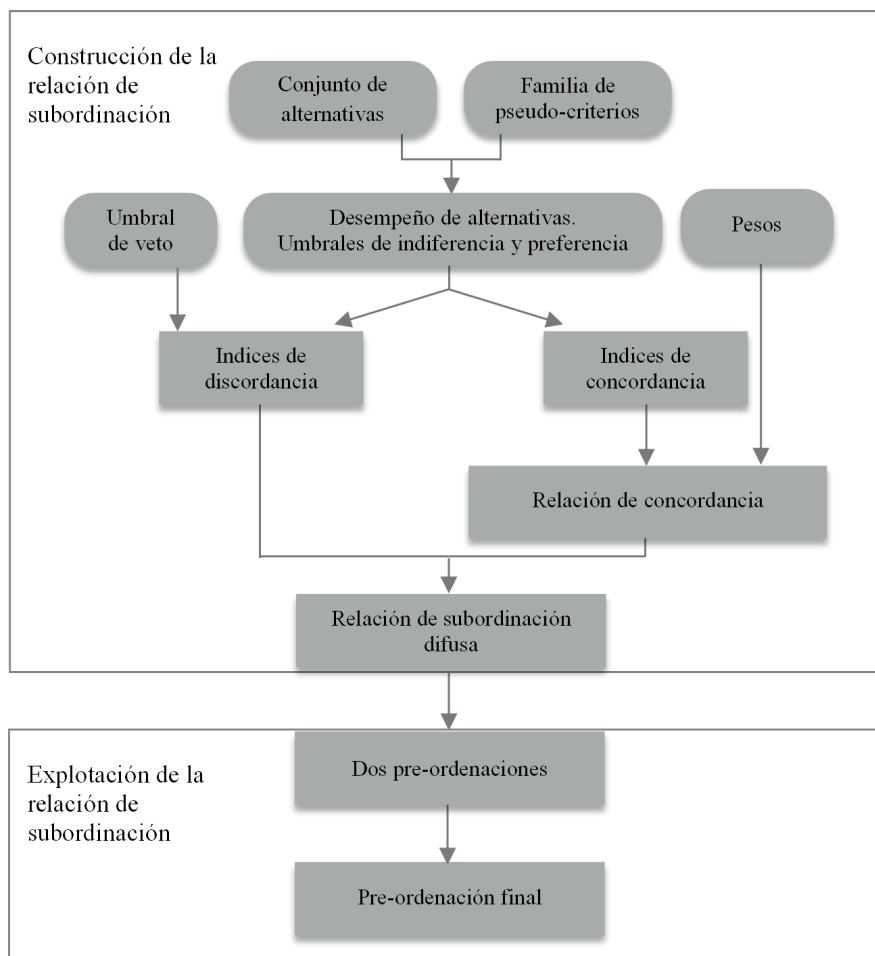 Construcción de la
relación de
subordinación
Conjunto de
alternativas
Familia de
pseudo-criterios
Umbral
de veto
Desempeño de alternativas.
Umbrales de indiferencia y preferencia
Pesos
Indices de
discordancia
Indices de
concordancia
Relación de concordancia
Relación de subordinación
difusa
Explotación de la
relación de
subordinación
Dos pre-ordenaciones
Pre-ordenación final